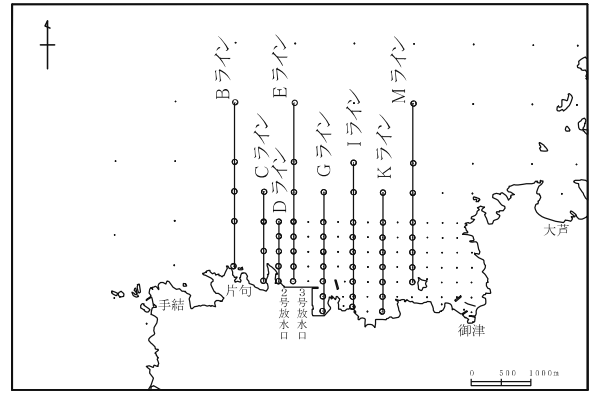 Bライン
Cライン
Dライン
Eライン
Gライン
Iライン
Kライン
Mライン
大芦
片句
手結
2号放水口
3号放水口
御津
0 500 1000m